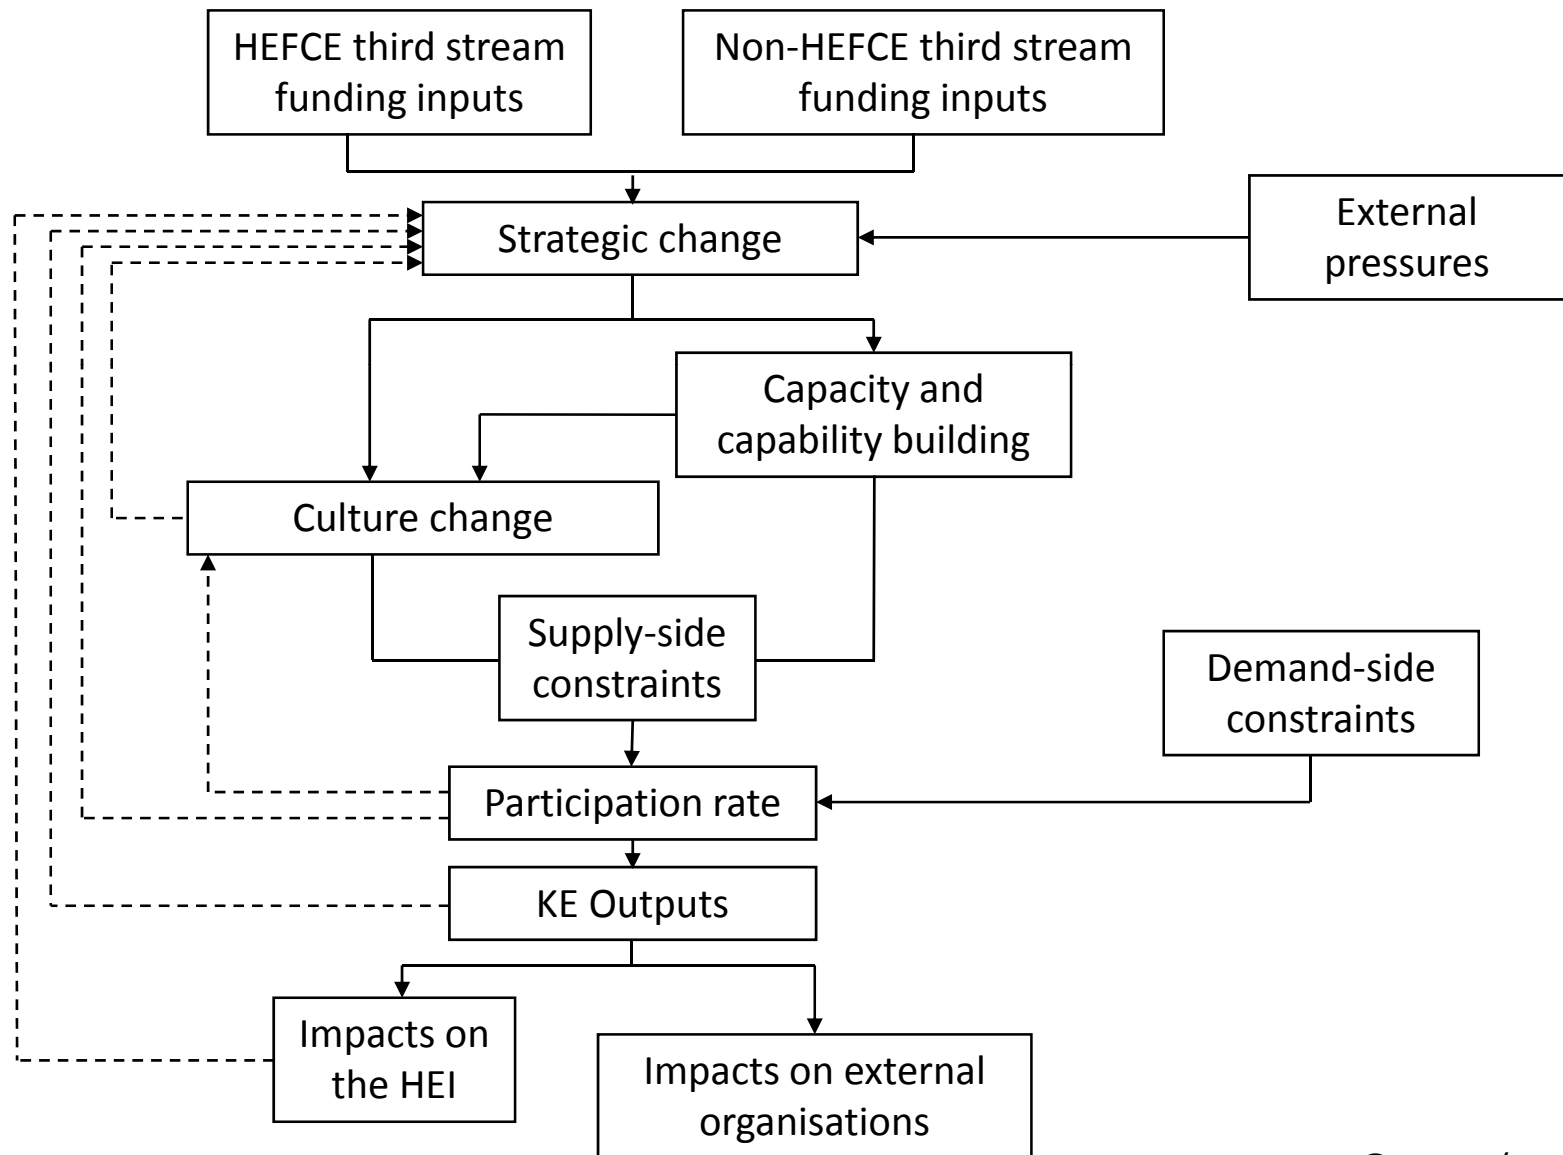 HEFCE third stream
funding inputs
Non-HEFCE third stream
funding inputs
External
pressures
Strategic change
Capacity and
capability building
Culture change
Supply-side
constraints
Demand-side
constraints
Participation rate
KE Outputs
Impacts on
the HEI
Impacts on external
organisations